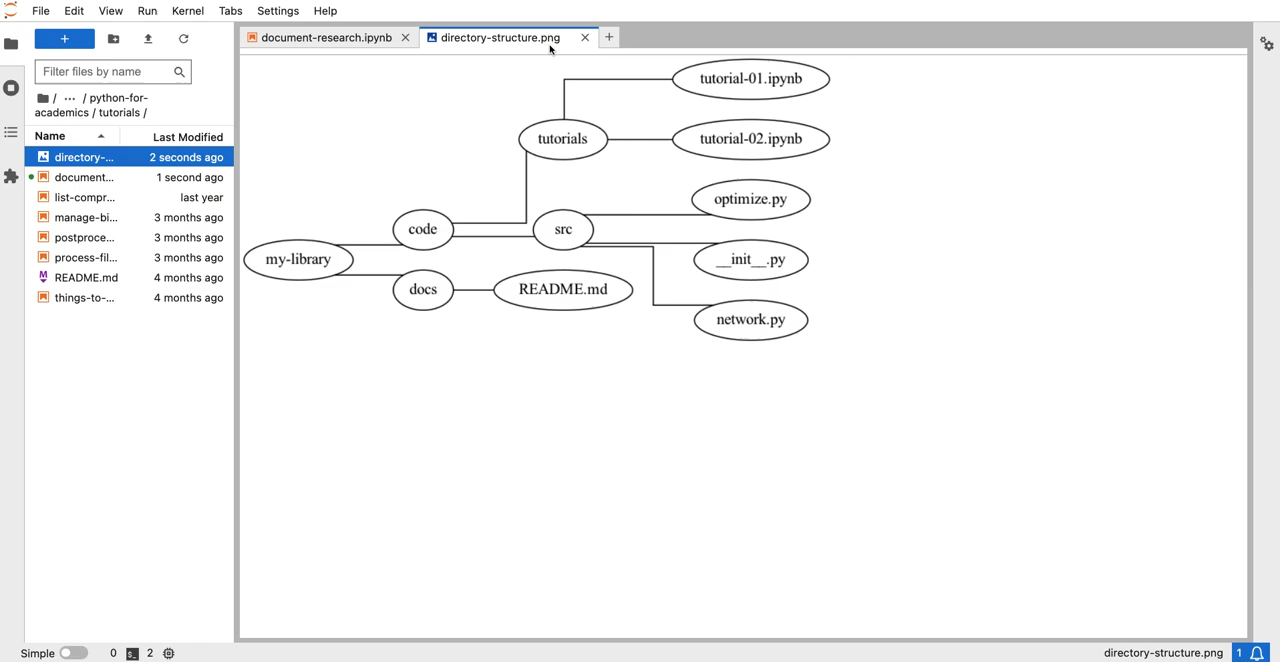 File Edit View Run Kernel Tabs Settings Help
document-research.ipynb
directory-structure.png
Filter files by name
/ ... / python-for-
academics / tutorials /
Name Last Modified
directory-... 2 seconds ago
document... 1 second ago
list-compr... last year
manage-bi... 3 months ago
postproce... 3 months ago
process-fil... 3 months ago
README.md 4 months ago
things-to-... 4 months ago
tutorial-01.ipynb
tutorials
tutorial-02.ipynb
optimize.py
code
src
my-library
__init__.py
docs
README.md
network.py
Simple 0 2
directory-structure.png 1